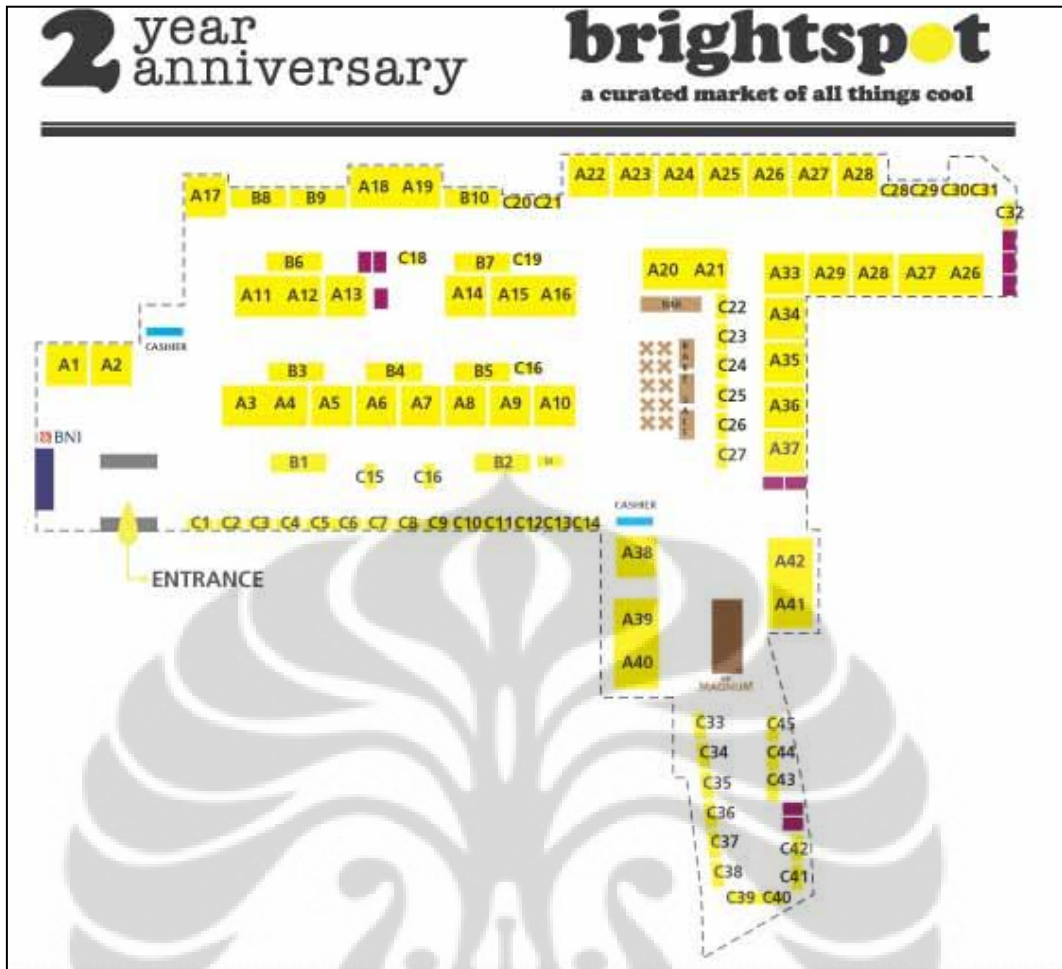 2 year anniversary
brightspot
a curated market of all things cool
A17
B8
B9
A18
A19
B10
C20
C21
A22
A23
A24
A25
A26
A27
A28
C28
C29
C30
C31
C32
B6
C18
B7
C19
A11
A12
A13
A14
A15
A16
A20
A21
A33
A29
A28
A27
A26
C22
A34
CASHIER
C23
A1
A2
A35
B3
B4
B5
C16
C24
A3
A4
A5
A6
A7
A8
A9
A10
C25
A36
C26
BNI
B1
B2
C27
A37
C15
C16
CASHIER
C1
C2
C3
C4
C5
C6
C7
C8
C9
C10
C11
C12
C13
C14
A38
A42
ENTRANCE
A41
A39
A40
MAGNUM
C33
C45
C34
C44
C35
C43
C36
C37
C42
C38
C41
C39
C40